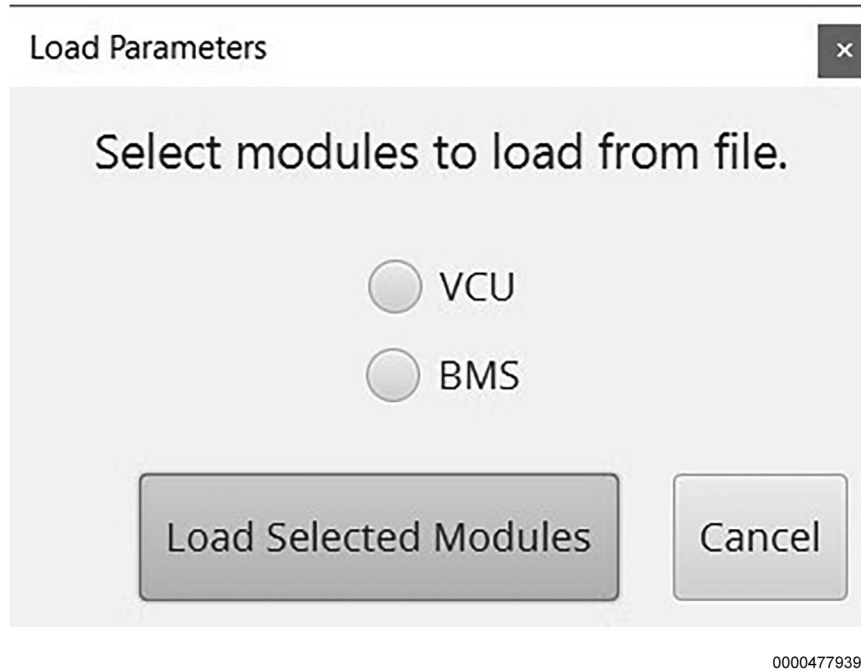 Load Parameters
×
Select modules to load from file.
VCU
BMS
Load Selected Modules
Cancel
0000477939